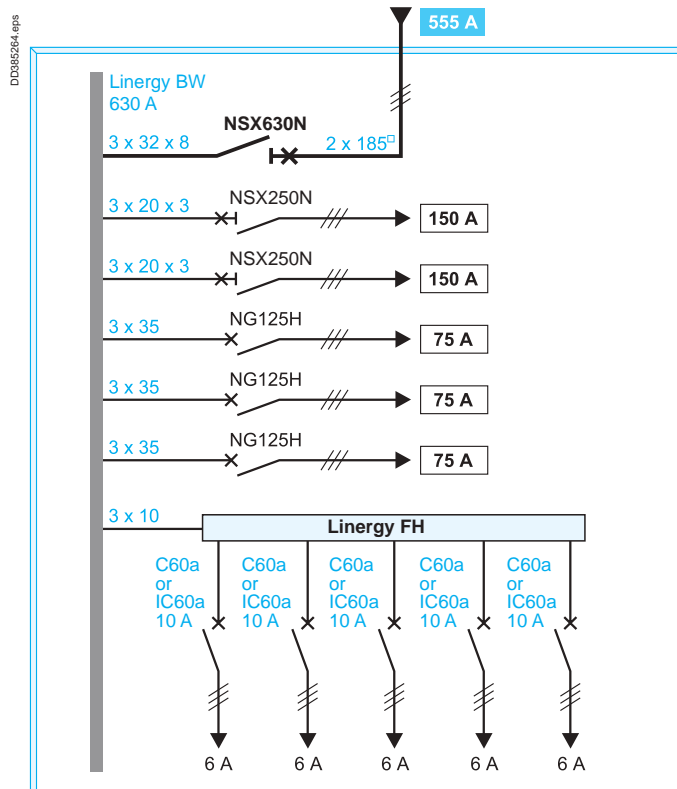 DD385264.eps
555 A
Linergy BW
630 A
NSX630N
3 x 32 x 8
2 x 185□
NSX250N
3 x 20 x 3
150 A
NSX250N
3 x 20 x 3
150 A
NG125H
3 x 35
75 A
NG125H
3 x 35
75 A
NG125H
3 x 35
75 A
3 x 10
Linergy FH
C60a
or
IC60a
10 A
C60a
or
IC60a
10 A
C60a
or
IC60a
10 A
C60a
or
IC60a
10 A
C60a
or
IC60a
10 A
6 A
6 A
6 A
6 A
6 A